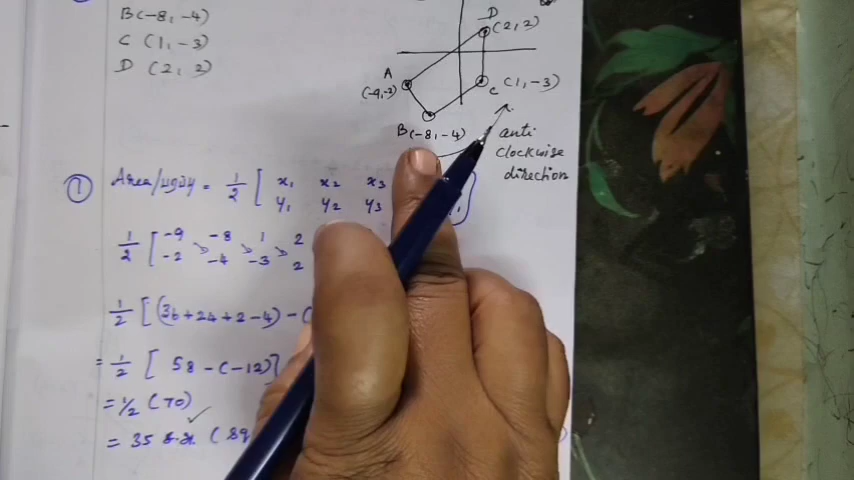 B(-8,-4)
C (1,-3)
D (2, 2)
D
(2,2)
A
(-9,-2)
C (1,-3)
B(-8,-4)
anti
clockwise
direction
① Area/பரப்பு = 1/2 [ x₁ x₂ x₃
y₁ y₂ y₃
1/2 [ -9 -8 1 2
-2 -4 -3 2
1/2 [ (36+24+2-4) - (
= 1/2 [ 58 - (-12)]
= 1/2 (70)
= 35 ச.அ (sq